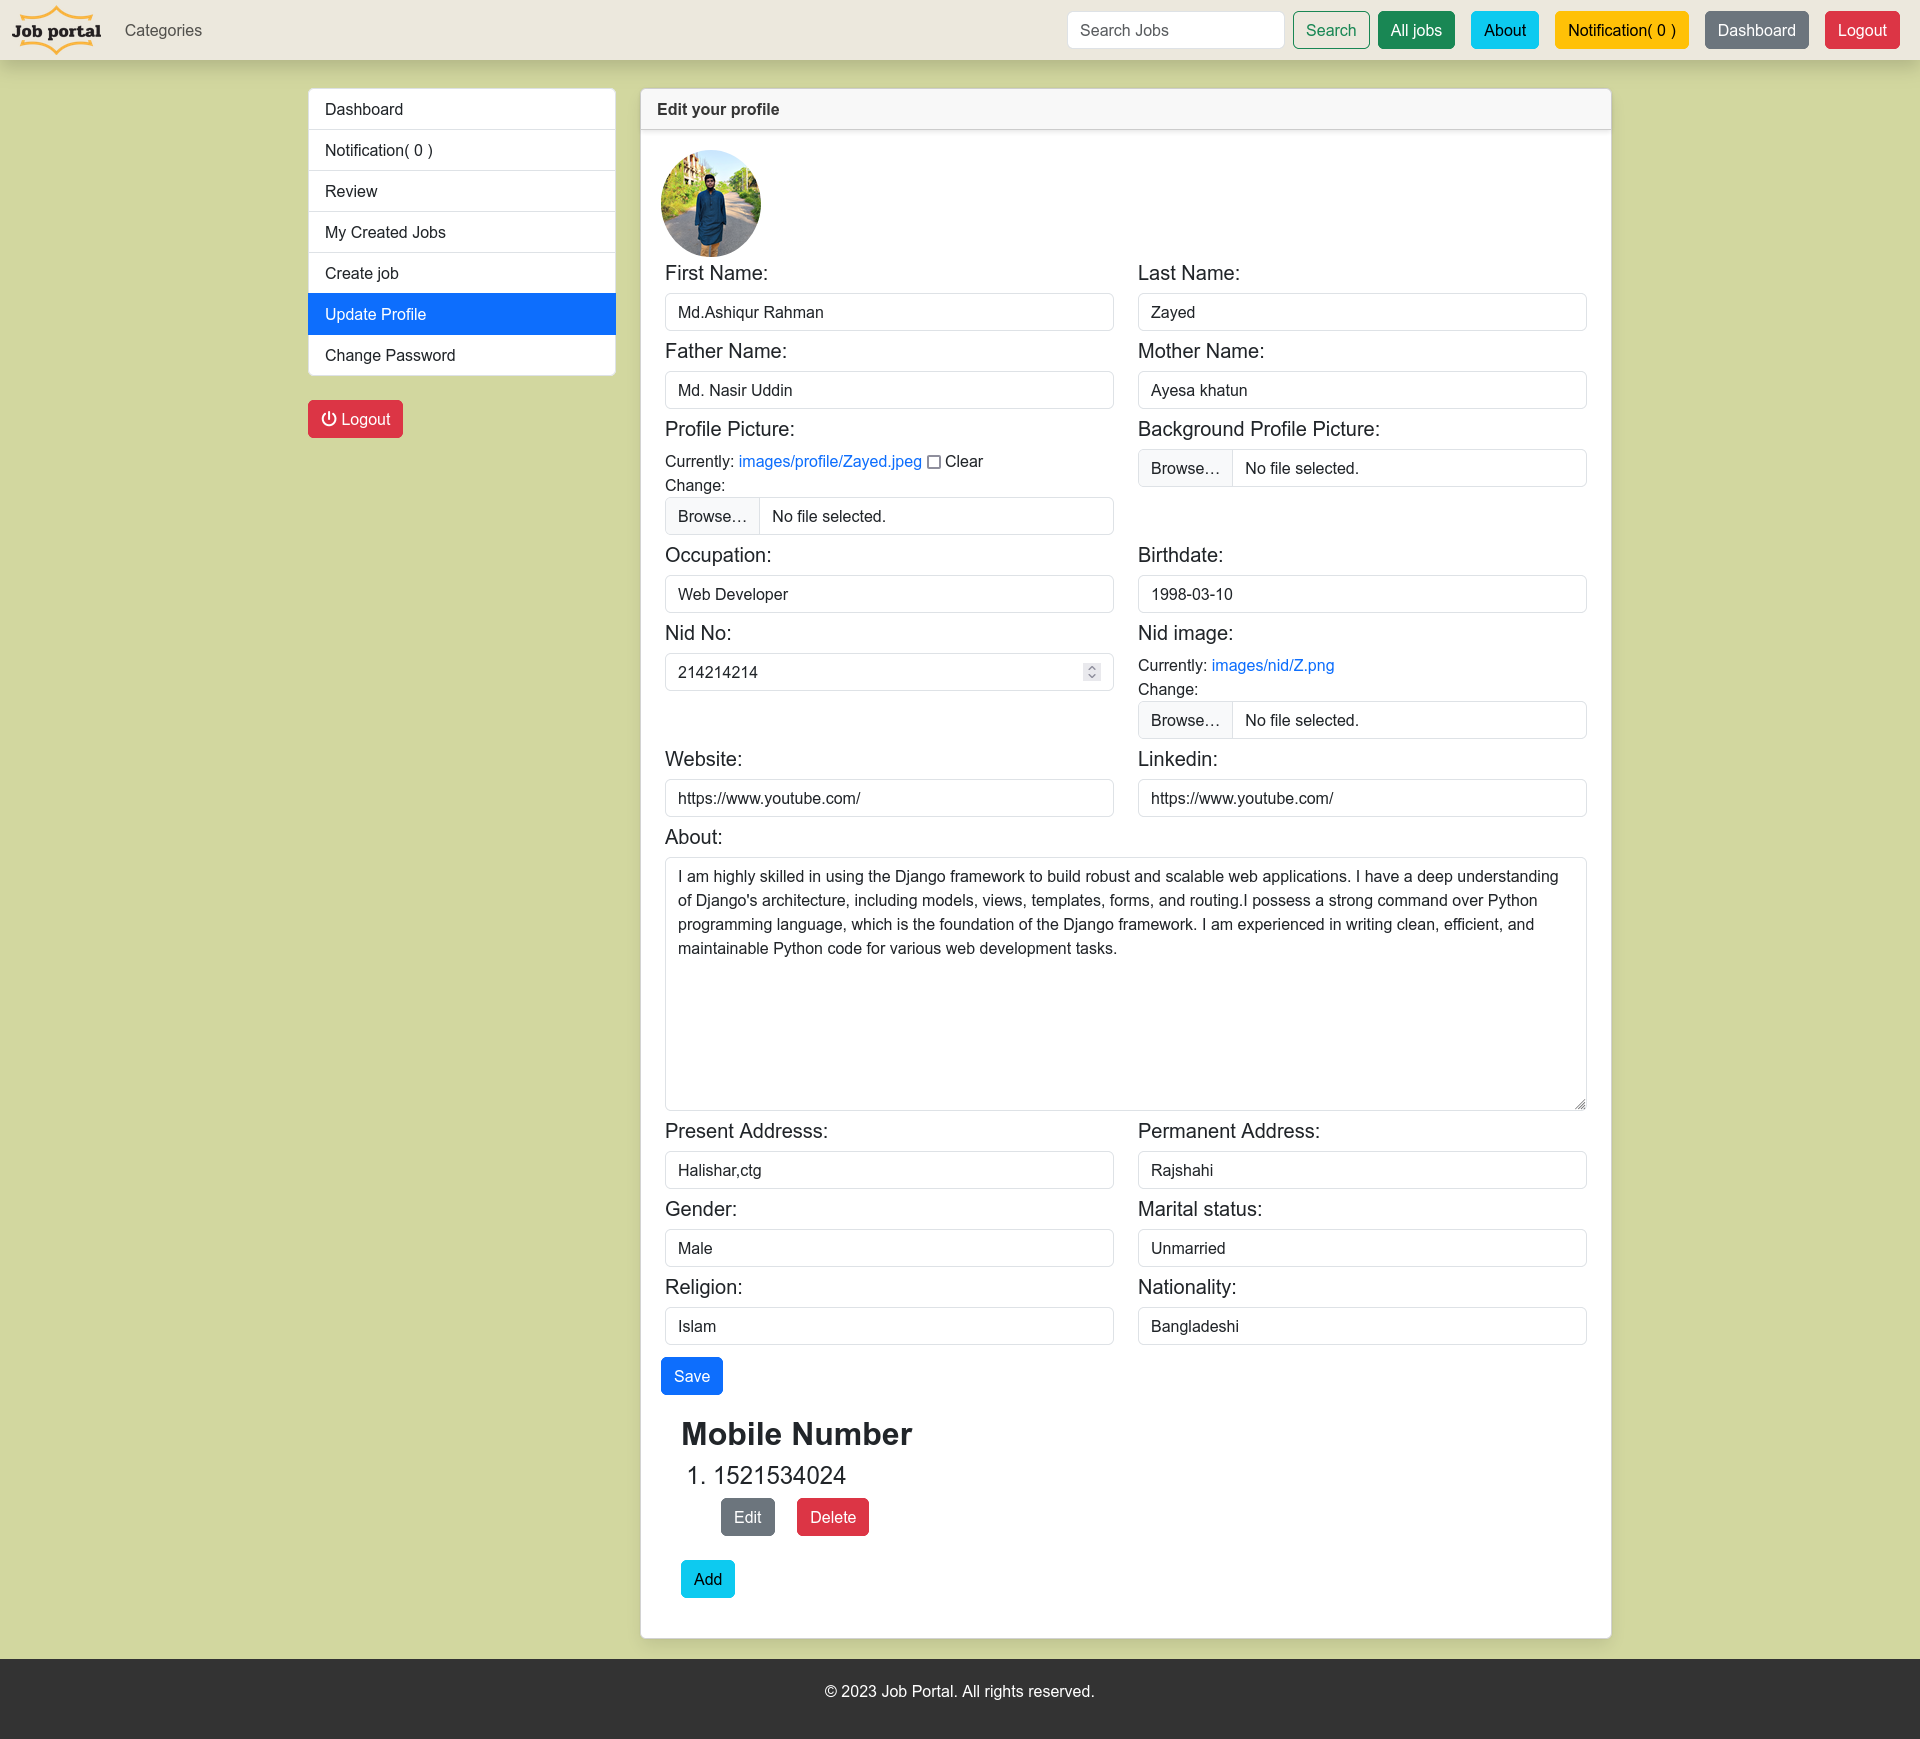 Job portal
Categories
Search Jobs
Search
All jobs
About
Notification( 0 )
Dashboard
Logout
Dashboard
Notification( 0 )
Review
My Created Jobs
Create job
Update Profile
Change Password
Logout
Edit your profile
First Name:
Last Name:
Md.Ashiqur Rahman
Zayed
Father Name:
Mother Name:
Md. Nasir Uddin
Ayesa khatun
Profile Picture:
Background Profile Picture:
Currently: images/profile/Zayed.jpeg Clear
Change:
Browse… No file selected.
Browse… No file selected.
Occupation:
Birthdate:
Web Developer
1998-03-10
Nid No:
Nid image:
214214214
Currently: images/nid/Z.png
Change:
Browse… No file selected.
Website:
Linkedin:
https://www.youtube.com/
https://www.youtube.com/
About:
I am highly skilled in using the Django framework to build robust and scalable web applications. I have a deep understanding
of Django's architecture, including models, views, templates, forms, and routing.I possess a strong command over Python
programming language, which is the foundation of the Django framework. I am experienced in writing clean, efficient, and
maintainable Python code for various web development tasks.
Present Addresss:
Permanent Address:
Halishar,ctg
Rajshahi
Gender:
Marital status:
Male
Unmarried
Religion:
Nationality:
Islam
Bangladeshi
Save
Mobile Number
1. 1521534024
Edit
Delete
Add
© 2023 Job Portal. All rights reserved.